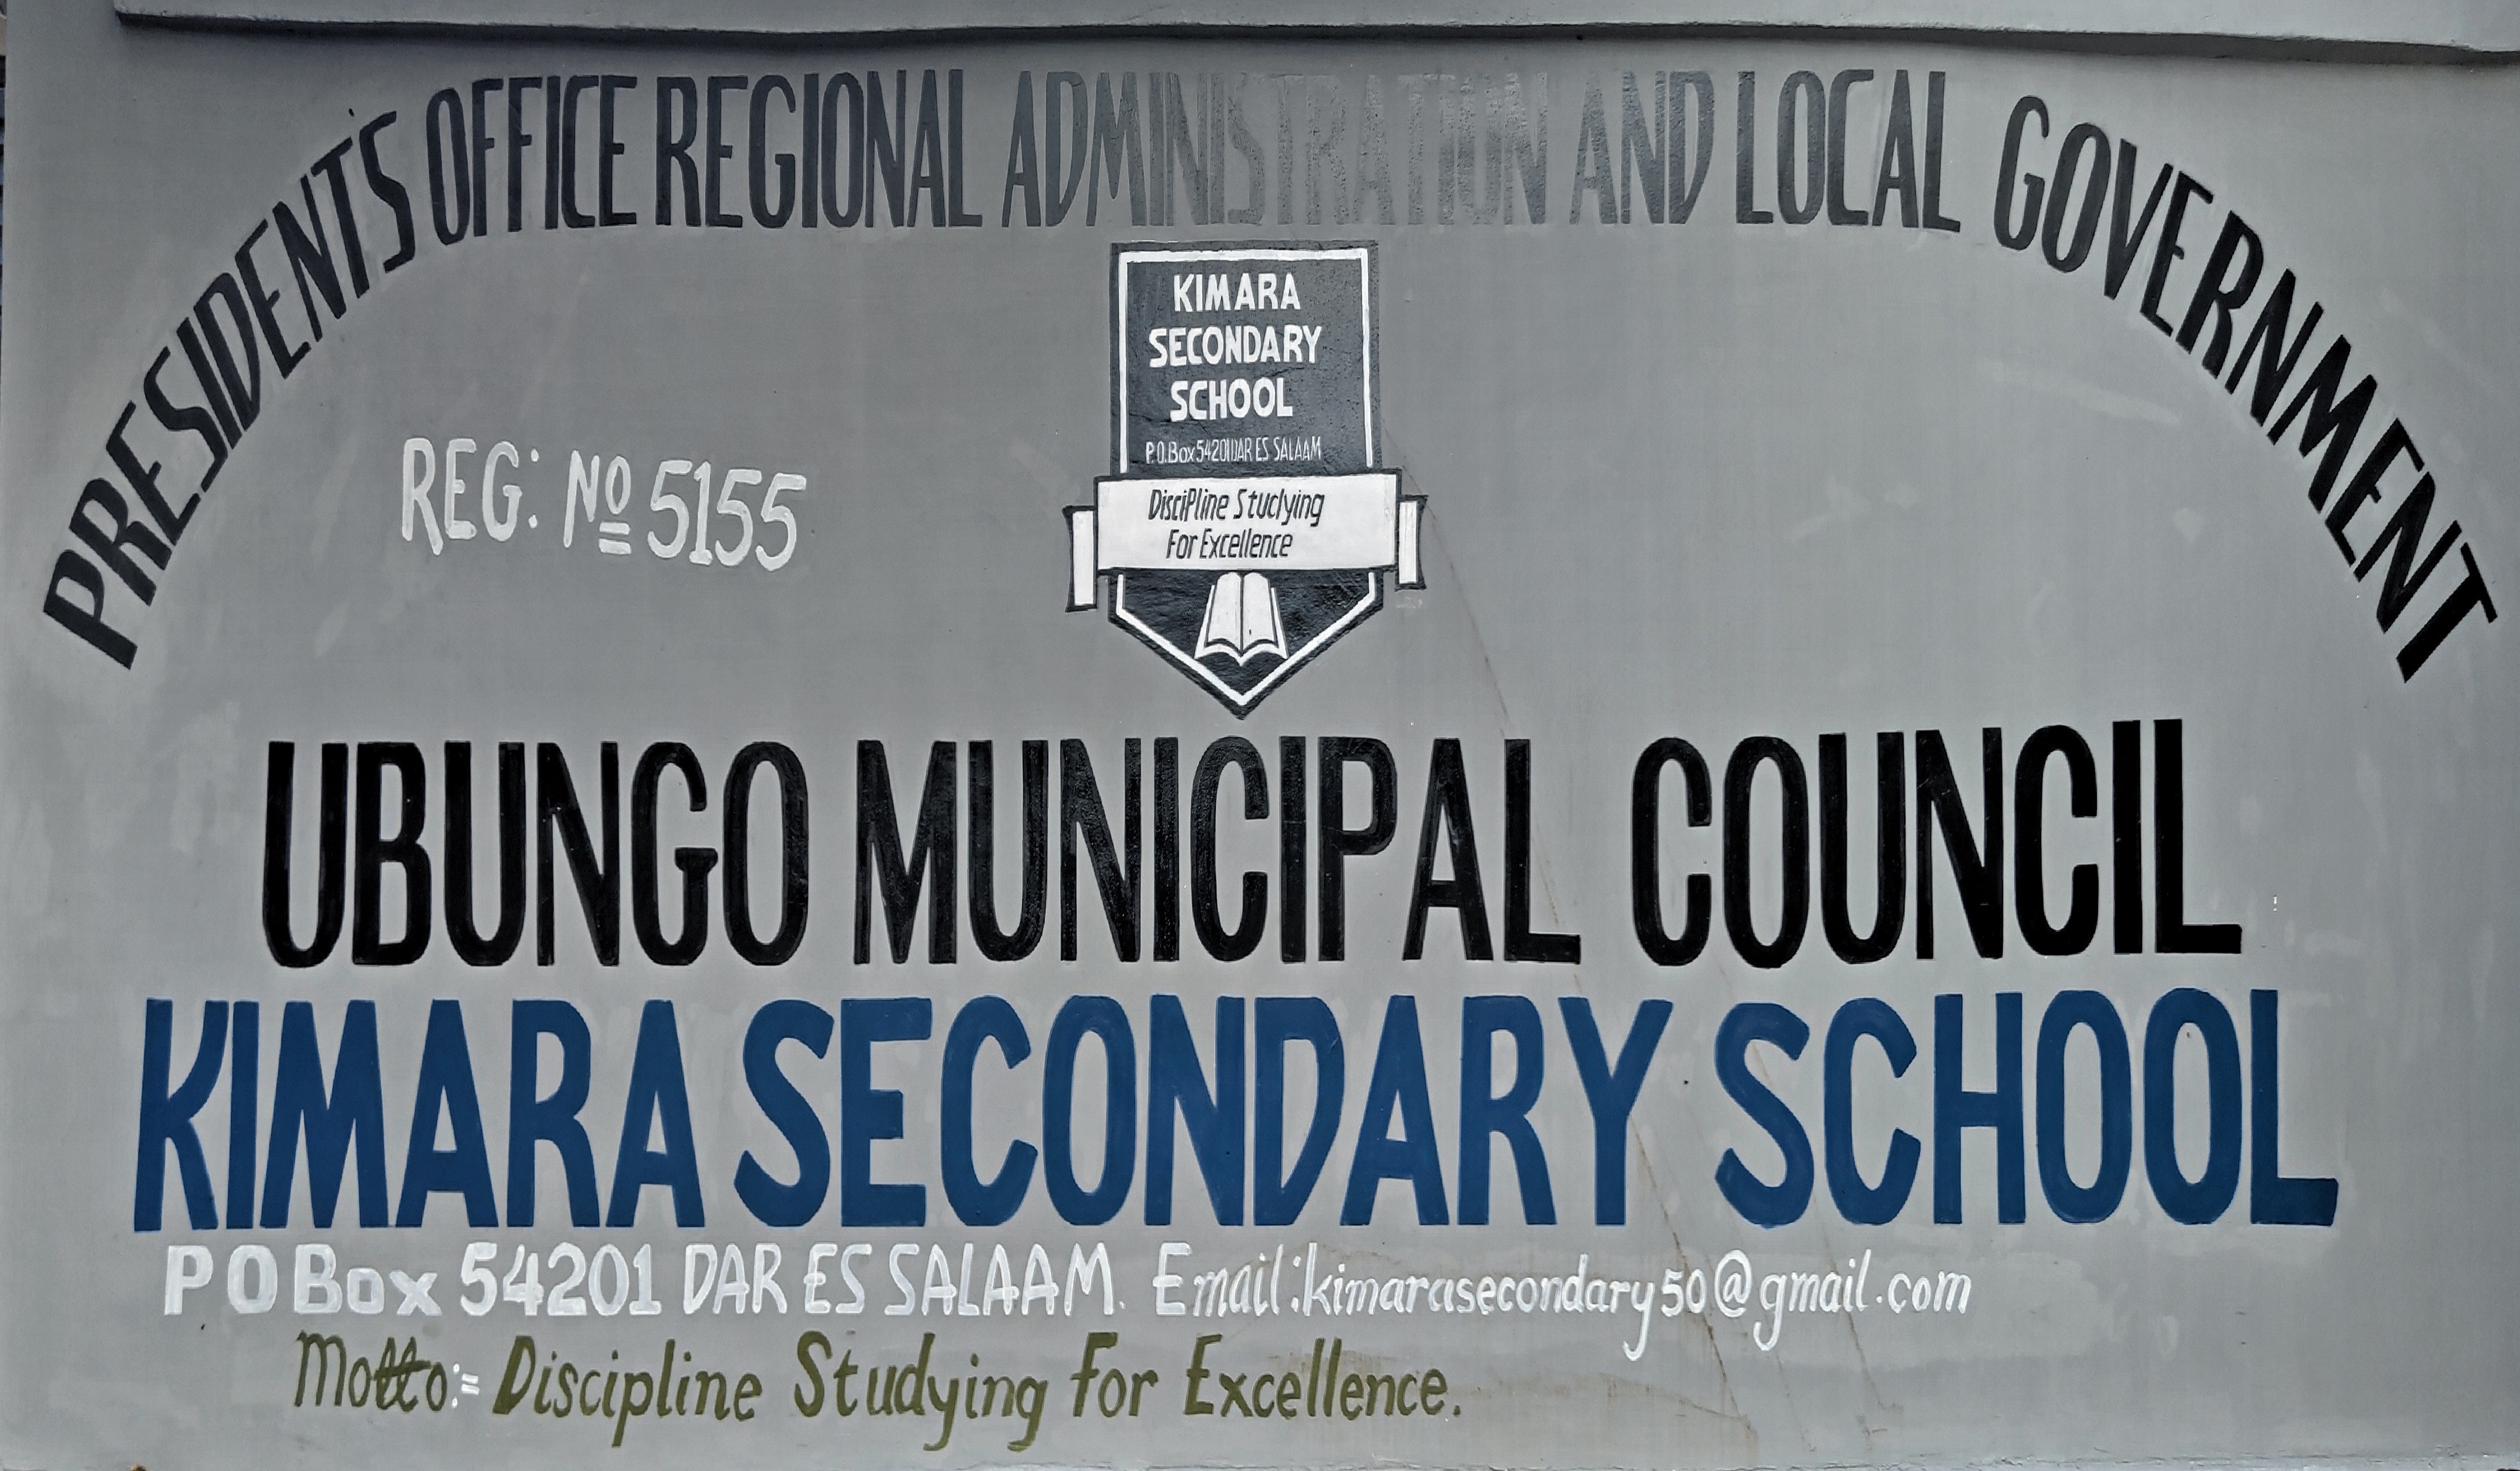 PRESIDENT'S OFFICE REGIONAL ADMINISTRATION AND LOCAL GOVERNMENT
KIMARA
SECONDARY
SCHOOL
P.O.Box 54201 DAR ES SALAAM
DisciPline Studying
For Excellence
REG: No 5155
UBUNGO MUNICIPAL COUNCIL
KIMARA SECONDARY SCHOOL
P O Box 54201 DAR ES SALAAM. Email:kimarasecondary50@gmail.com
Motto:= Discipline Studying For Excellence.